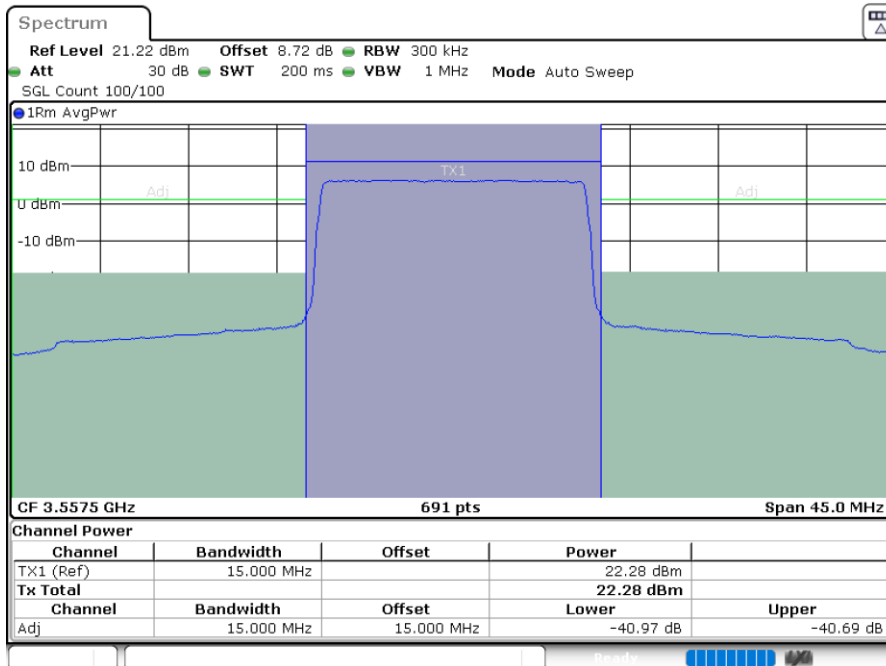 Spectrum
Ref Level 21.22 dBm Offset 8.72 dB RBW 300 kHz
Att 30 dB SWT 200 ms VBW 1 MHz Mode Auto Sweep
SGL Count 100/100
1Rm AvgPwr
10 dBm
TX1
Adj Adj
0 dBm
-10 dBm
CF 3.5575 GHz 691 pts Span 45.0 MHz
Channel Power
Channel Bandwidth Offset Power
TX1 (Ref) 15.000 MHz 22.28 dBm
Tx Total 22.28 dBm
Channel Bandwidth Offset Lower Upper
Adj 15.000 MHz 15.000 MHz -40.97 dB -40.69 dB
Ready